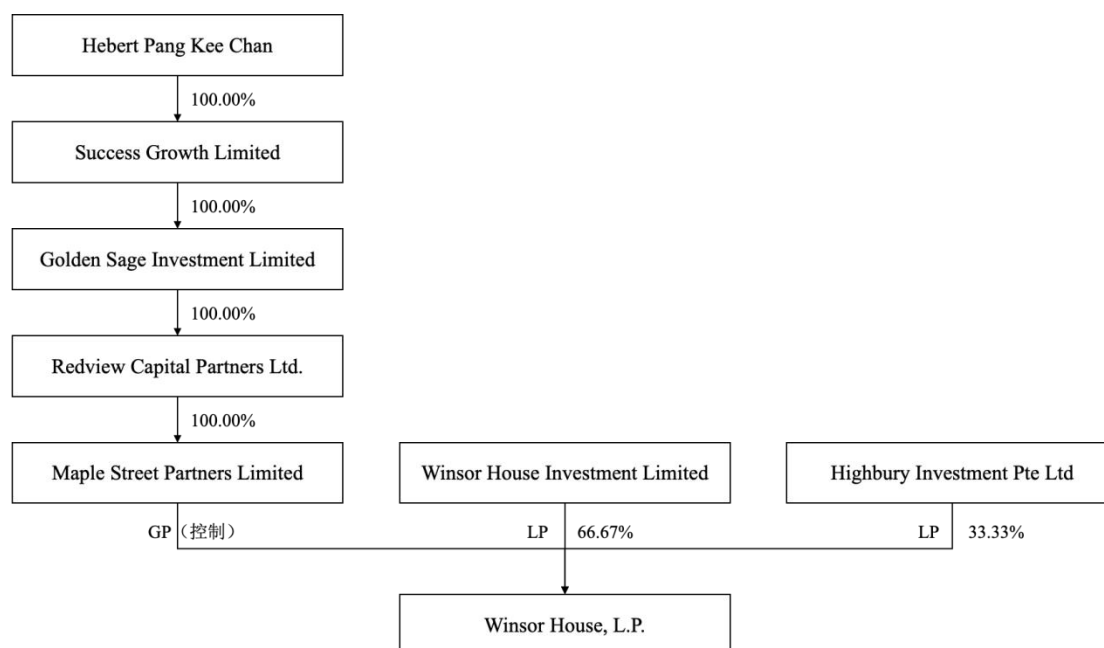 Hebert Pang Kee Chan
100.00%
Success Growth Limited
100.00%
Golden Sage Investment Limited
100.00%
Redview Capital Partners Ltd.
100.00%
Maple Street Partners Limited
Winsor House Investment Limited
Highbury Investment Pte Ltd
GP（控制）
LP 66.67%
LP 33.33%
Winsor House, L.P.